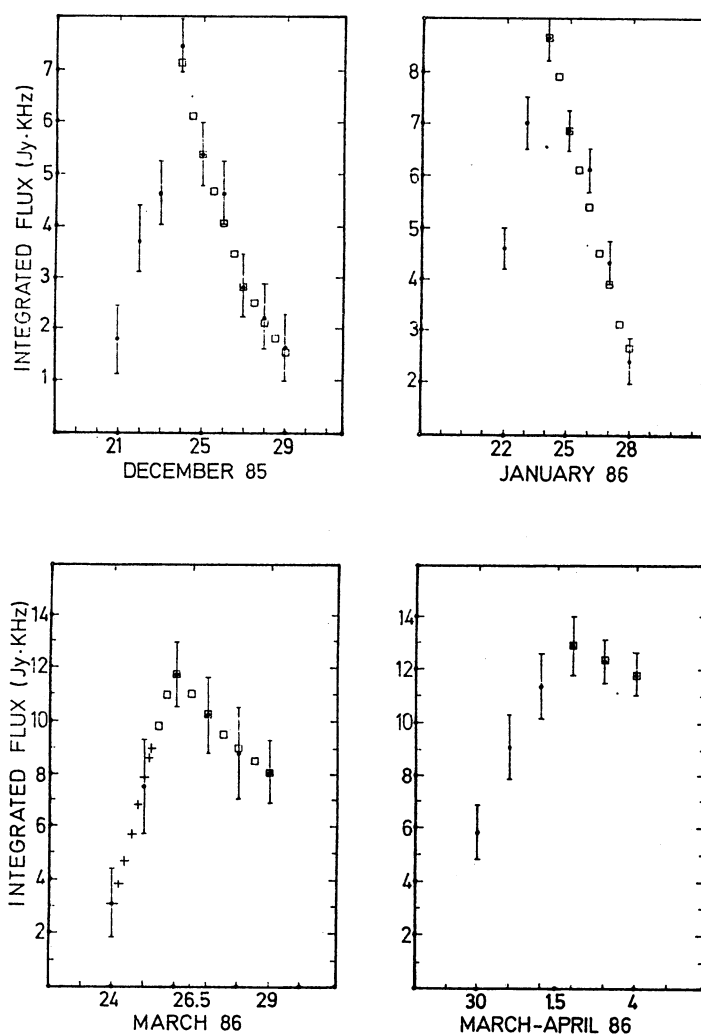 INTEGRATED FLUX (Jy·KHz)
7
6
5
4
3
2
1
21 25 29
DECEMBER 85
8
7
6
5
4
3
2
22 25 28
JANUARY 86
INTEGRATED FLUX (Jy·KHz)
14
12
10
8
6
4
2
24 26.5 29
MARCH 86
14
12
10
8
6
4
2
30 1.5 4
MARCH-APRIL 86